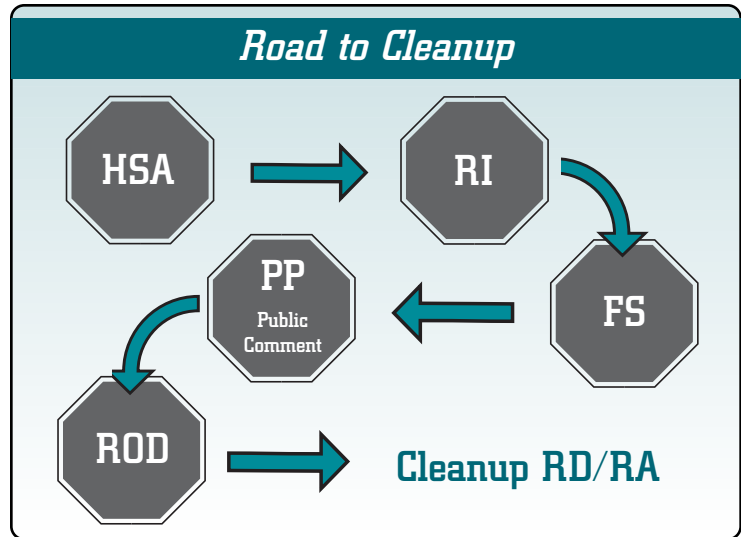 Road to Cleanup
HSA
RI
FS
PP
Public
Comment
ROD
Cleanup RD/RA